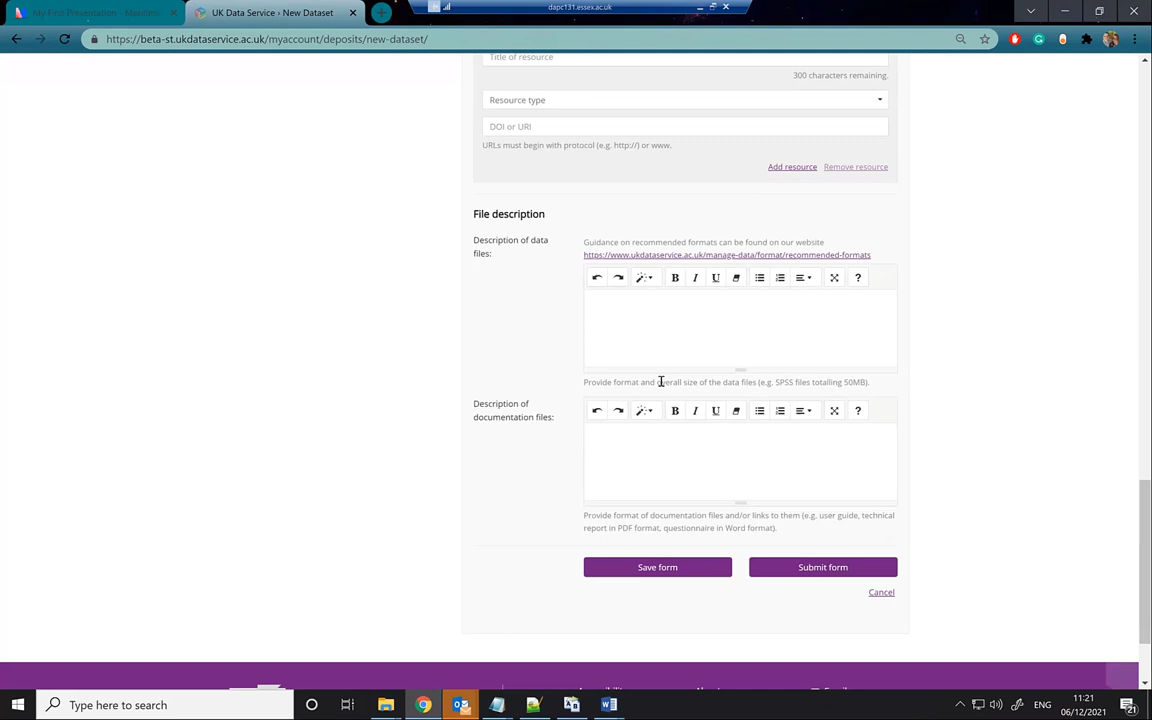 dapc131.essex.ac.uk
My First Presentation - Mentime
UK Data Service › New Dataset
https://beta-st.ukdataservice.ac.uk/myaccount/deposits/new-dataset/
Title of resource
300 characters remaining.
Resource type
DOI or URI
URLs must begin with protocol (e.g. http://) or www.
Add resource Remove resource
File description
Description of data
files:
Guidance on recommended formats can be found on our website
https://www.ukdataservice.ac.uk/manage-data/format/recommended-formats
B I U ?
Provide format and overall size of the data files (e.g. SPSS files totalling 50MB).
Description of
documentation files:
B I U ?
Provide format of documentation files and/or links to them (e.g. user guide, technical
report in PDF format, questionnaire in Word format).
Save form Submit form
Cancel
Type here to search
ENG
11:21
06/12/2021
21